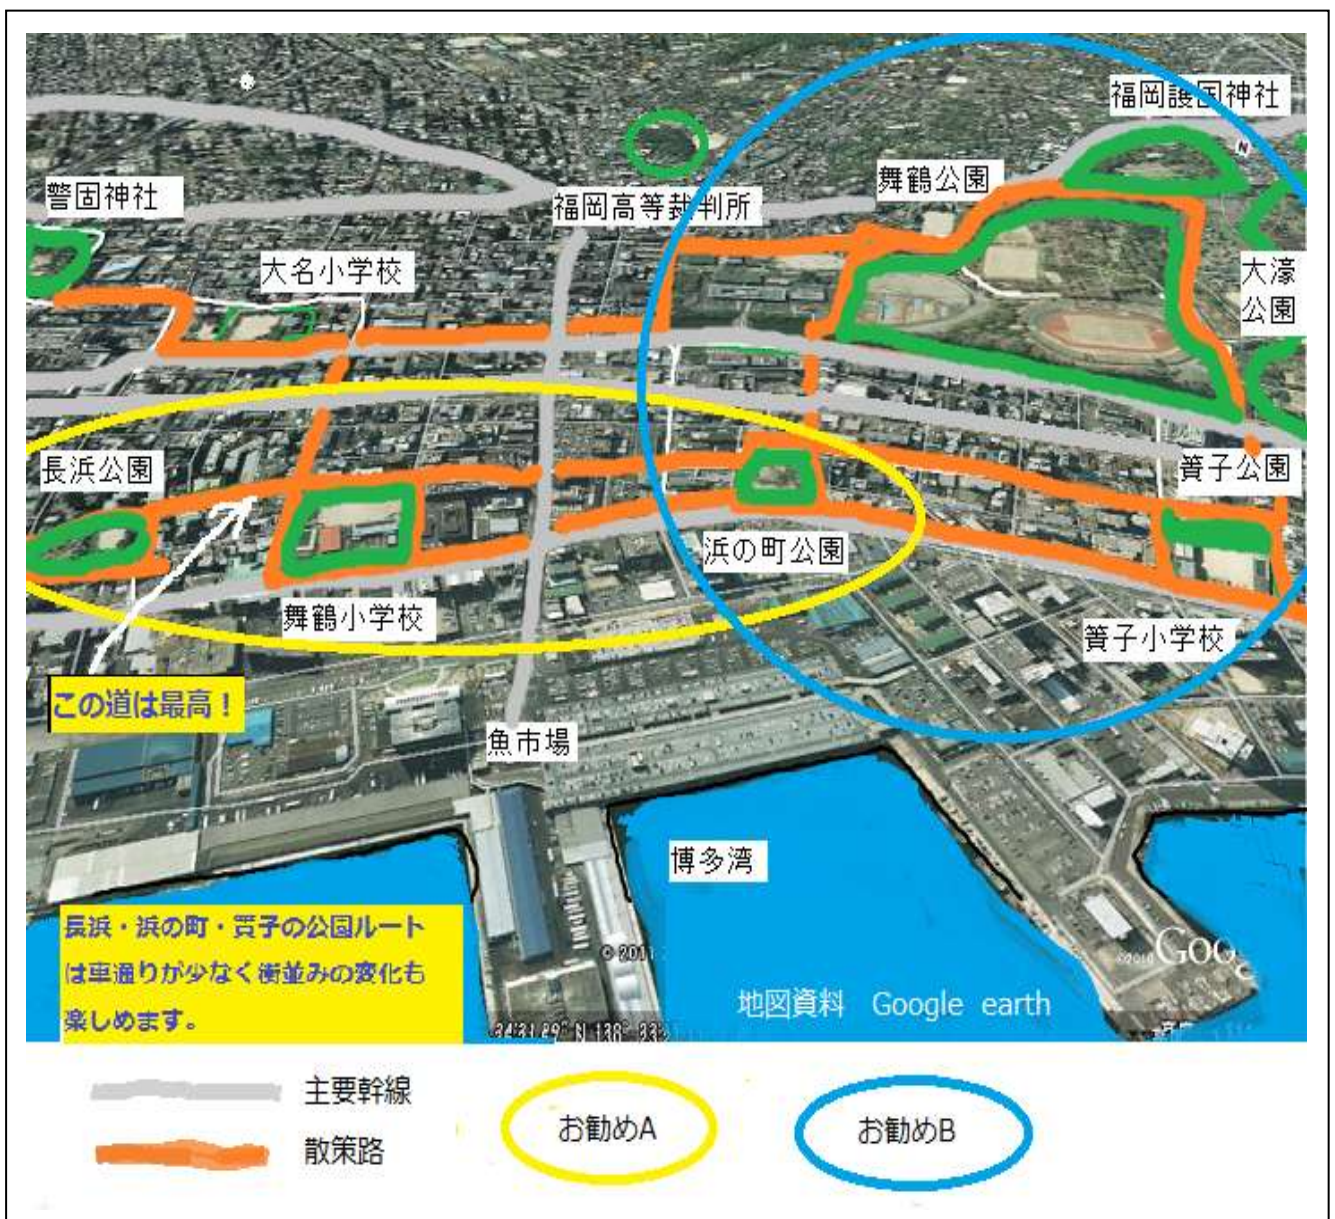 福岡護国神社
N
舞鶴公園
警固神社
福岡高等裁判所
大名小学校
大濠
公園
長浜公園
簀子公園
浜の町公園
舞鶴小学校
簀子小学校
この道は最高！
魚市場
博多湾
長浜・浜の町・簀子の公園ルート
は車通りが少なく街並みの変化も
楽しめます。
© 2011
©2010 Goog
地図資料 Google earth
主要幹線
散策路
お勧めA
お勧めB